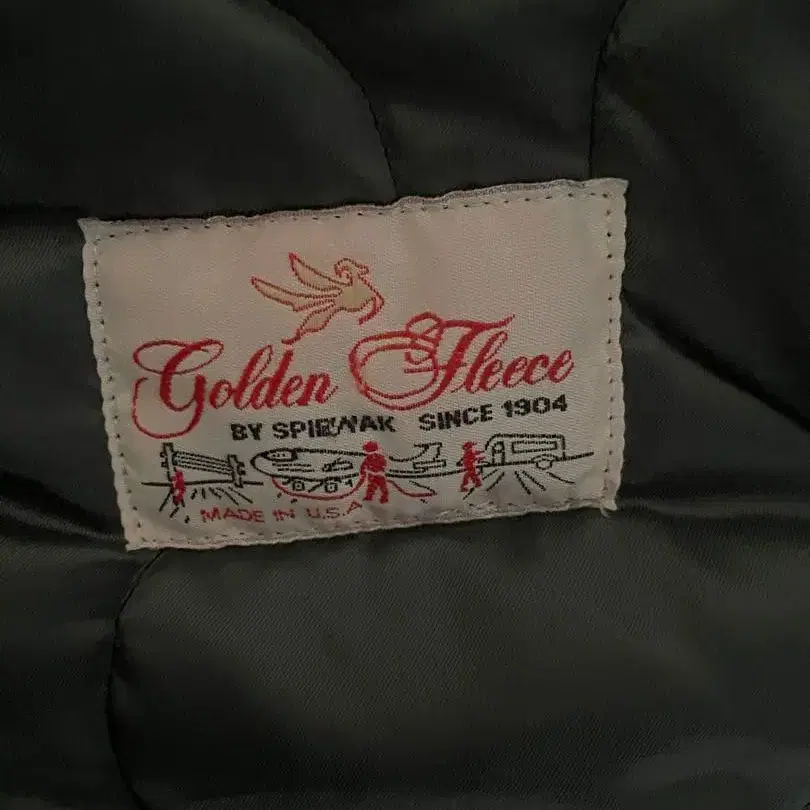 Golden Fleece
BY SPIEWAK SINCE 1904
MADE IN U.S.A